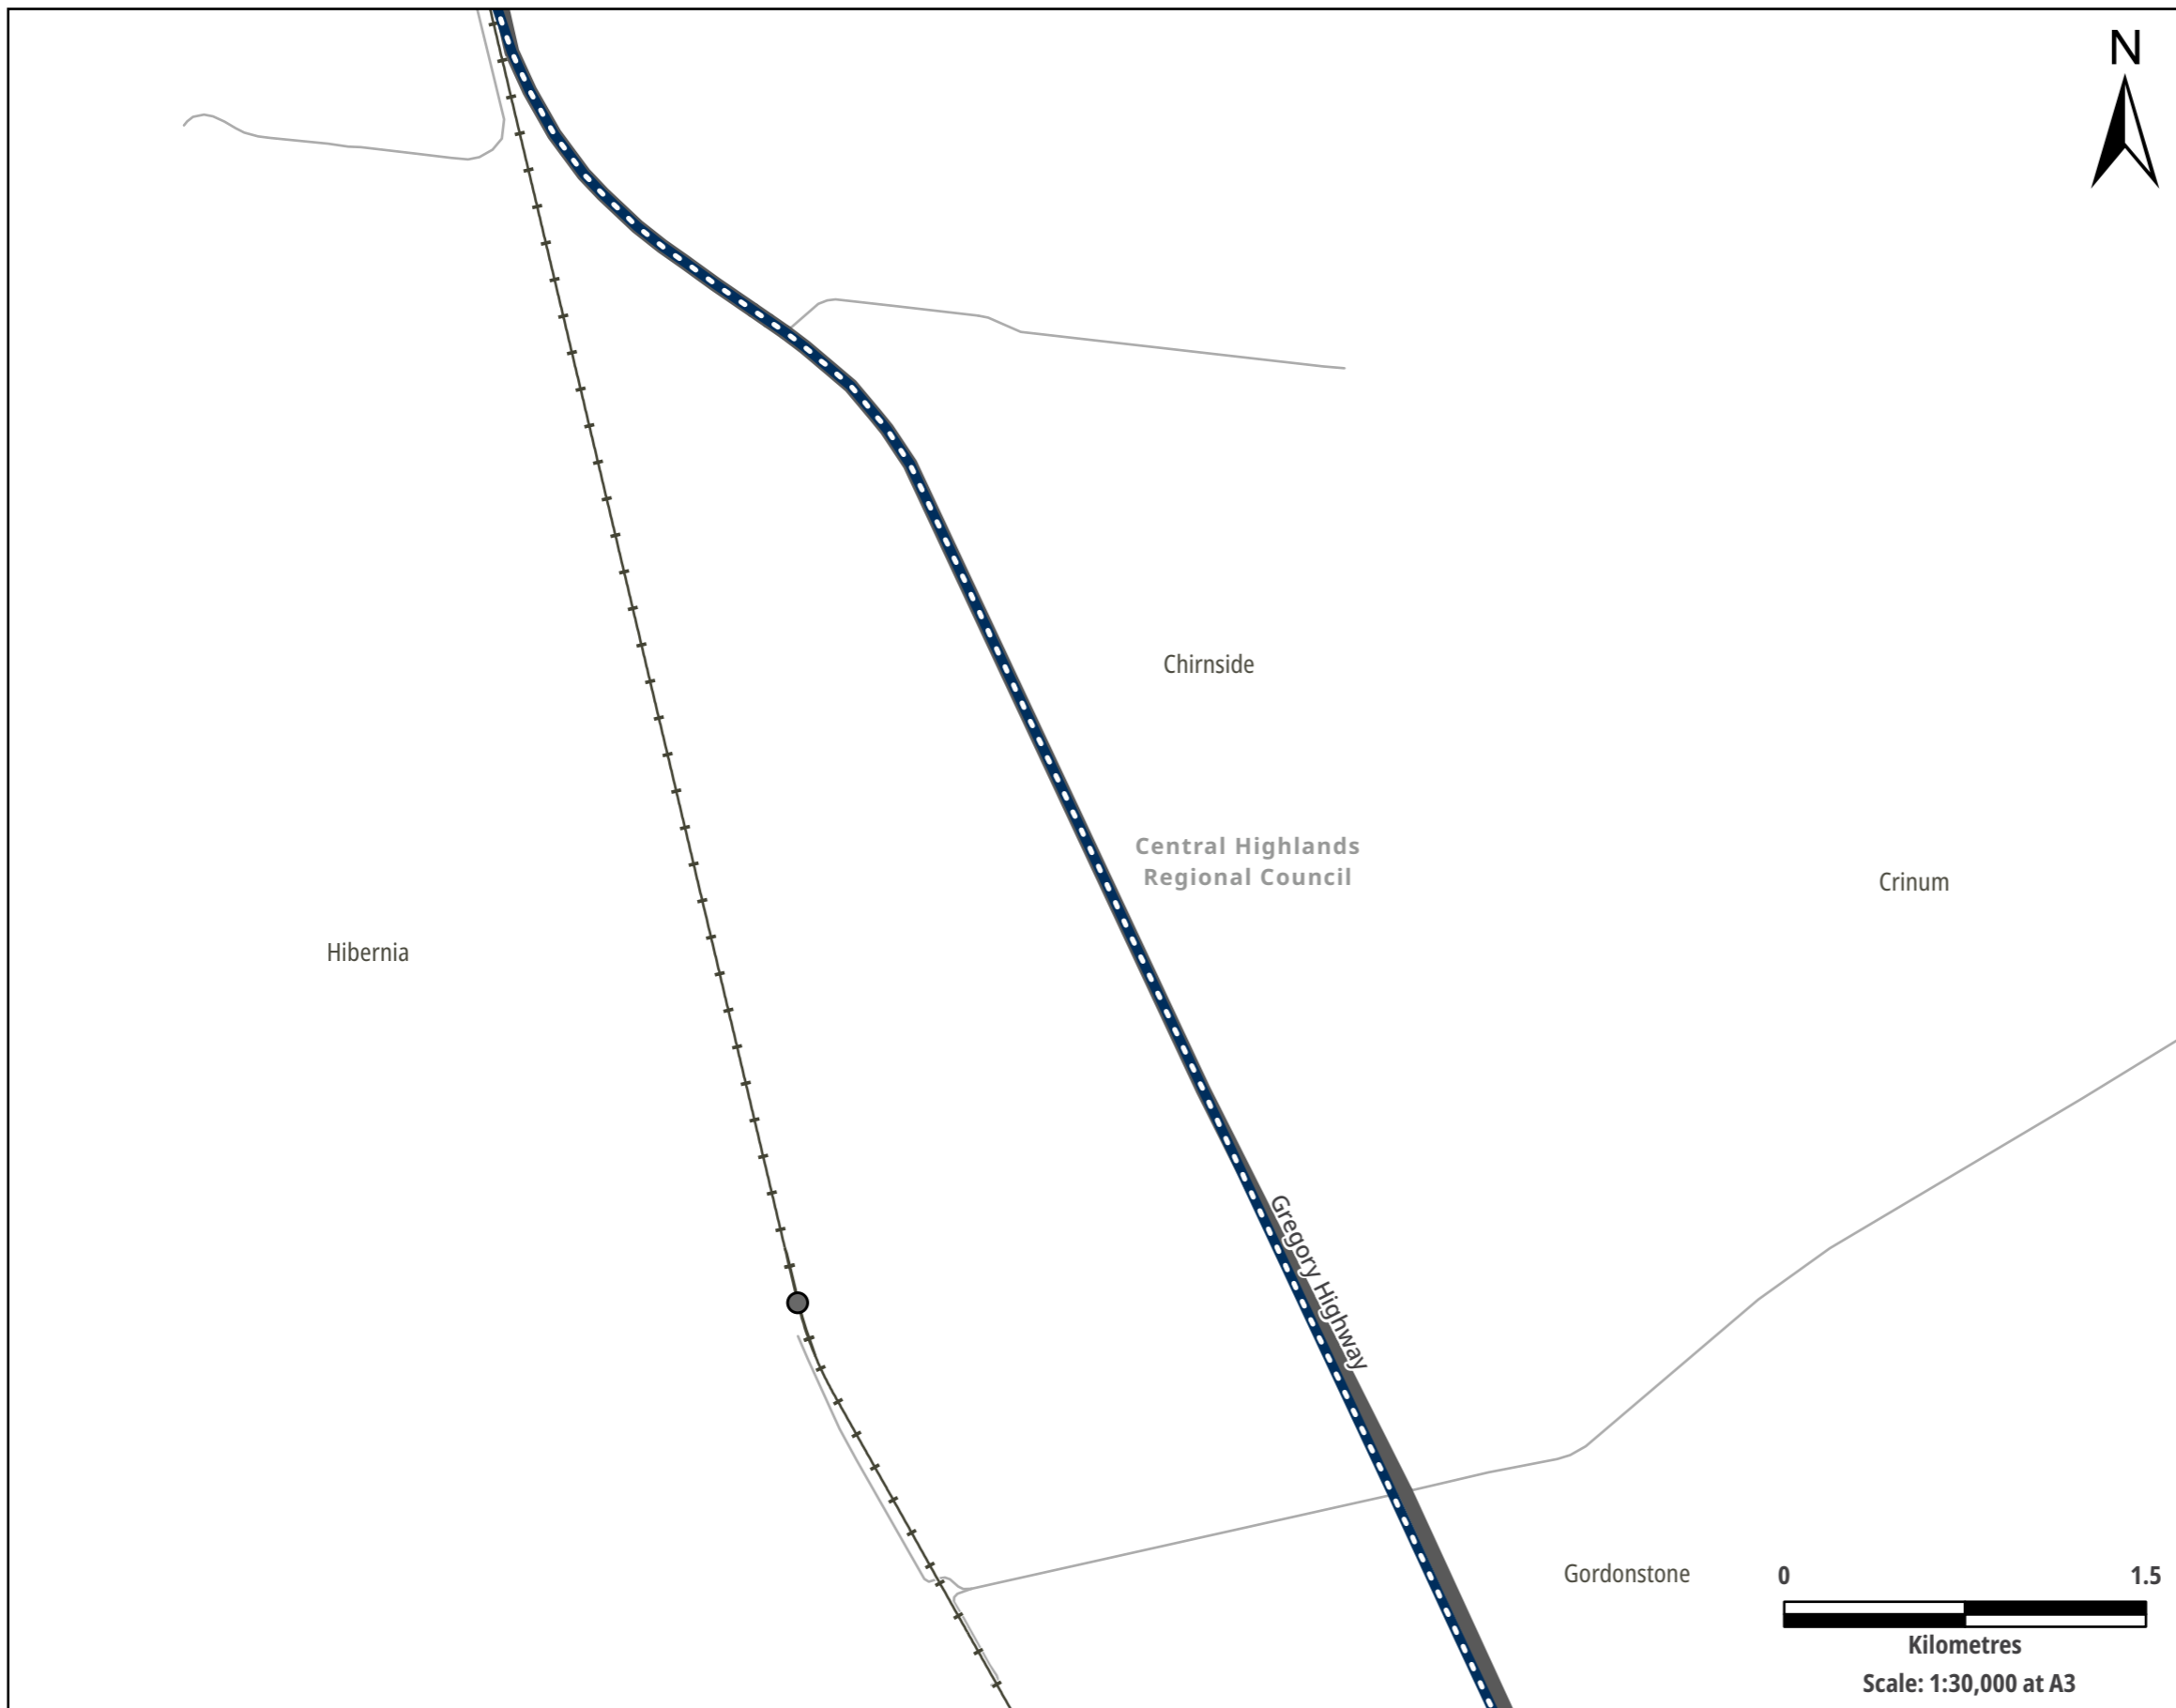 N
Chirnside
Central Highlands
Regional Council
Crinum
Hibernia
Gregory Highway
Gordonstone
0 1.5
Kilometres
Scale: 1:30,000 at A3